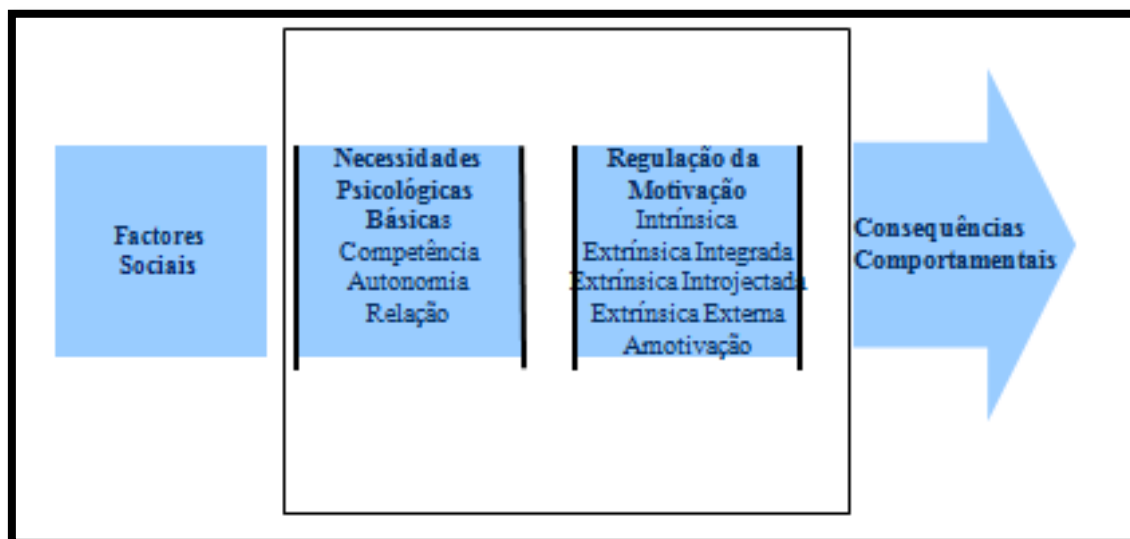 Factores
Sociais
Necessidades
Psicológicas
Básicas
Competência
Autonomia
Relação
Regulação da
Motivação
Intrínsica
Extrínsica Integrada
Extrínsica Introjectada
Extrínsica Externa
Amotivação
Consequências
Comportamentais